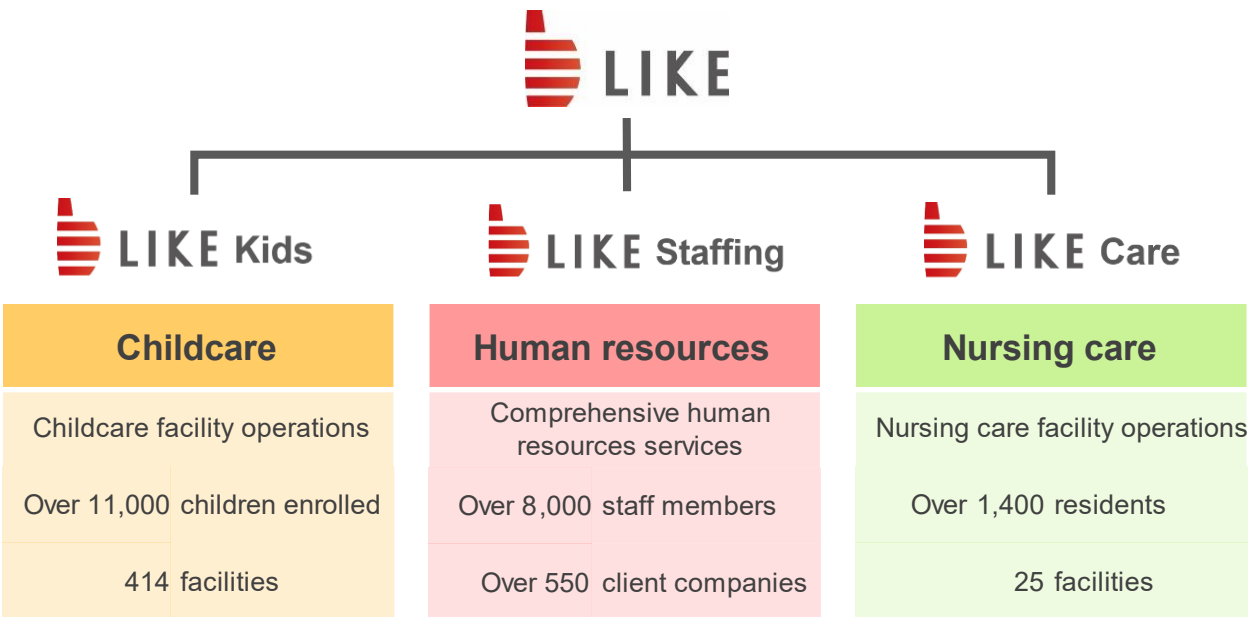 LIKE
LIKE Kids
LIKE Staffing
LIKE Care
Childcare
Human resources
Nursing care
Childcare facility operations
Comprehensive human
resources services
Nursing care facility operations
Over 11,000 children enrolled
Over 8,000 staff members
Over 1,400 residents
414 facilities
Over 550 client companies
25 facilities